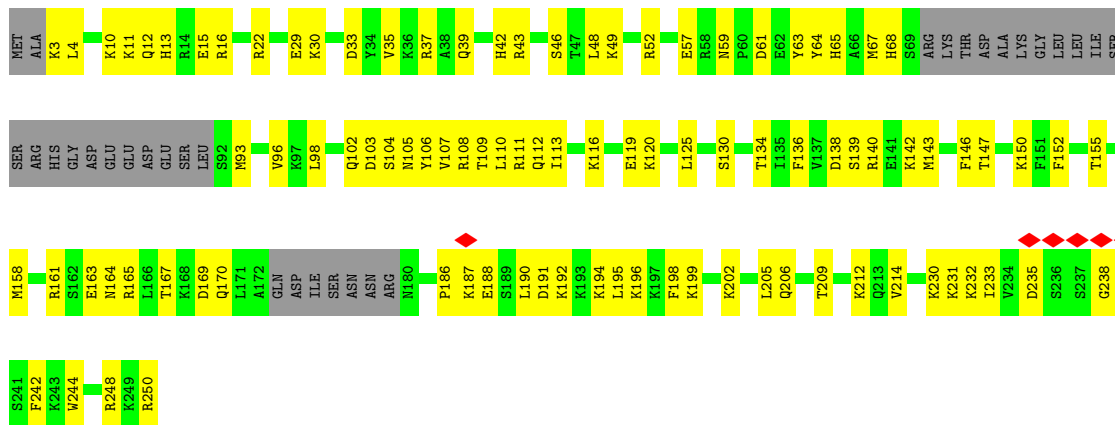 MET ALA K3 L4 K10 K11 Q12 H13 R14 E15 R16 R22 E29 K30 D33 Y34 V35 K36 R37 A38 Q39 H42 R43 S46 T47 L48 K49 R52 E57 R58 N59 P60 D61 E62 Y63 Y64 H65 A66 M67 H68 S69 ARG LYS THR ASP ALA LYS GLY LEU LEU ILE SER
SER ARG HIS GLY ASP GLU GLU ASP GLU SER LEU S92 M93 V96 K97 L98 Q102 D103 S104 N105 Y106 V107 R108 T109 L110 R111 Q112 I113 K116 E119 K120 L125 S130 T134 I135 F136 V137 D138 S139 R140 E141 K142 M143 F146 T147 K150 F151 F152 T155
M158 R161 S162 E163 N164 R165 L166 T167 K168 D169 Q170 L171 A172 GLN ASP ILE SER ASN ASN ARG N180 P186 K187 E188 S189 L190 D191 K192 K193 K194 L195 K196 K197 F198 K199 K202 L205 Q206 T209 K212 Q213 V214 K230 K231 K232 I233 V234 D235 S236 S237 G238
S241 F242 K243 W244 R248 K249 R250